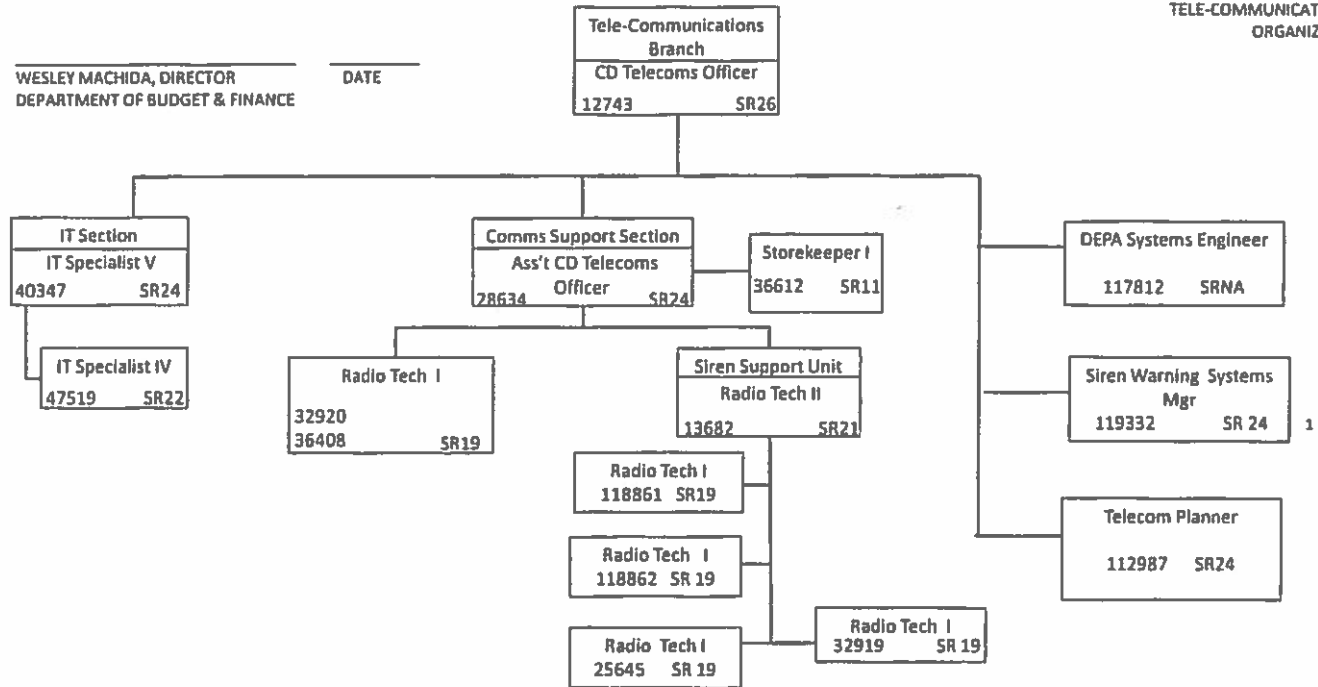 TELE-COMMUNICAT
ORGANIZ
WESLEY MACHIDA, DIRECTOR DATE
DEPARTMENT OF BUDGET & FINANCE
Tele-Communications
Branch
CD Telecoms Officer
12743 SR26
IT Section
IT Specialist V
40347 SR24
IT Specialist IV
47519 SR22
Comms Support Section
Ass't CD Telecoms
Officer
28634 SR24
Storekeeper I
36612 SR11
Radio Tech I
32920
36408 SR19
Siren Support Unit
Radio Tech II
13682 SR21
Radio Tech I
118861 SR19
Radio Tech I
118862 SR 19
Radio Tech I
25645 SR 19
Radio Tech I
32919 SR 19
DEPA Systems Engineer
117812 SRNA
Siren Warning Systems
Mgr
119332 SR 24 1
Telecom Planner
112987 SR24